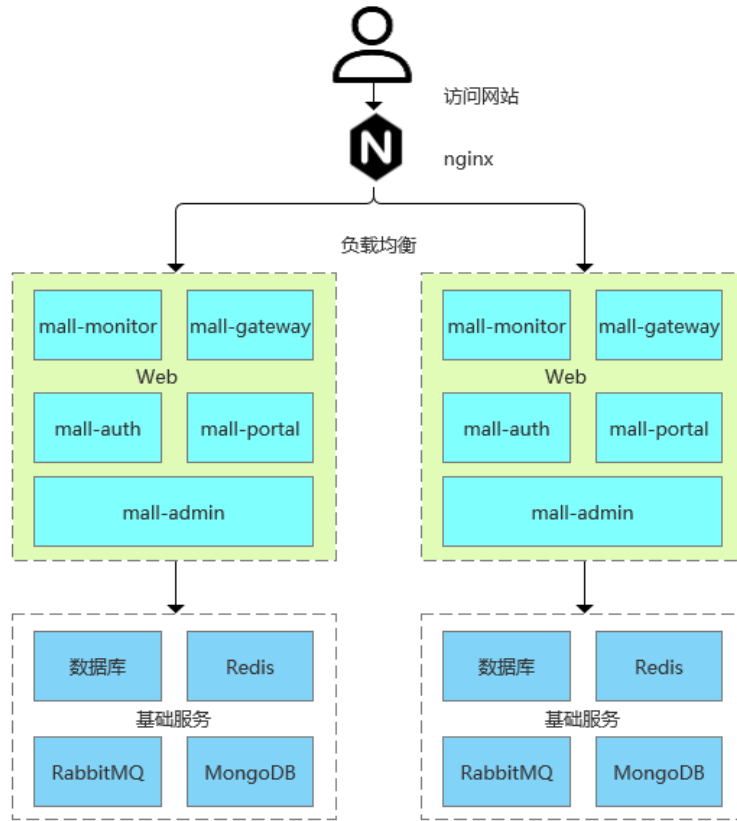 访问网站
N
nginx
负载均衡
mall-monitor
mall-gateway
Web
mall-auth
mall-portal
mall-admin
mall-monitor
mall-gateway
Web
mall-auth
mall-portal
mall-admin
数据库
Redis
基础服务
RabbitMQ
MongoDB
数据库
Redis
基础服务
RabbitMQ
MongoDB